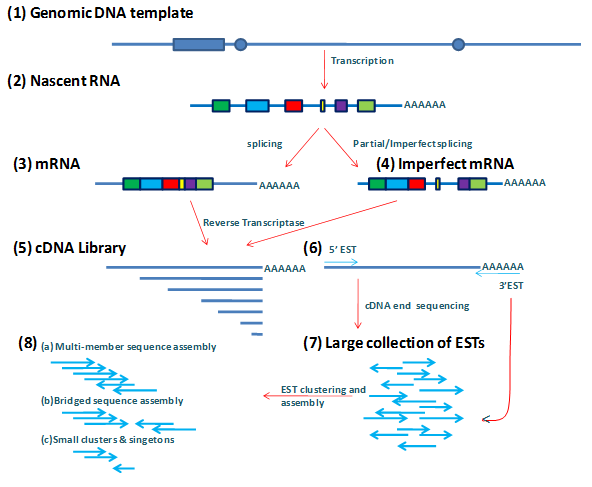 (1) Genomic DNA template
Transcription
(2) Nascent RNA
AAAAAA
splicing
Partial/Imperfectsplicing
(3) mRNA
(4) Imperfect mRNA
AAAAAA
AAAAAA
Reverse Transcriptase
(5) cDNA Library
(6)
5' EST
AAAAAA
AAAAAA
3'EST
cDNA end sequencing
(8)
(a) Multi-member sequence assembly
(7) Large collection of ESTs
EST clustering and
assembly
(b)Bridged sequence assembly
(c)Small clusters & singetons